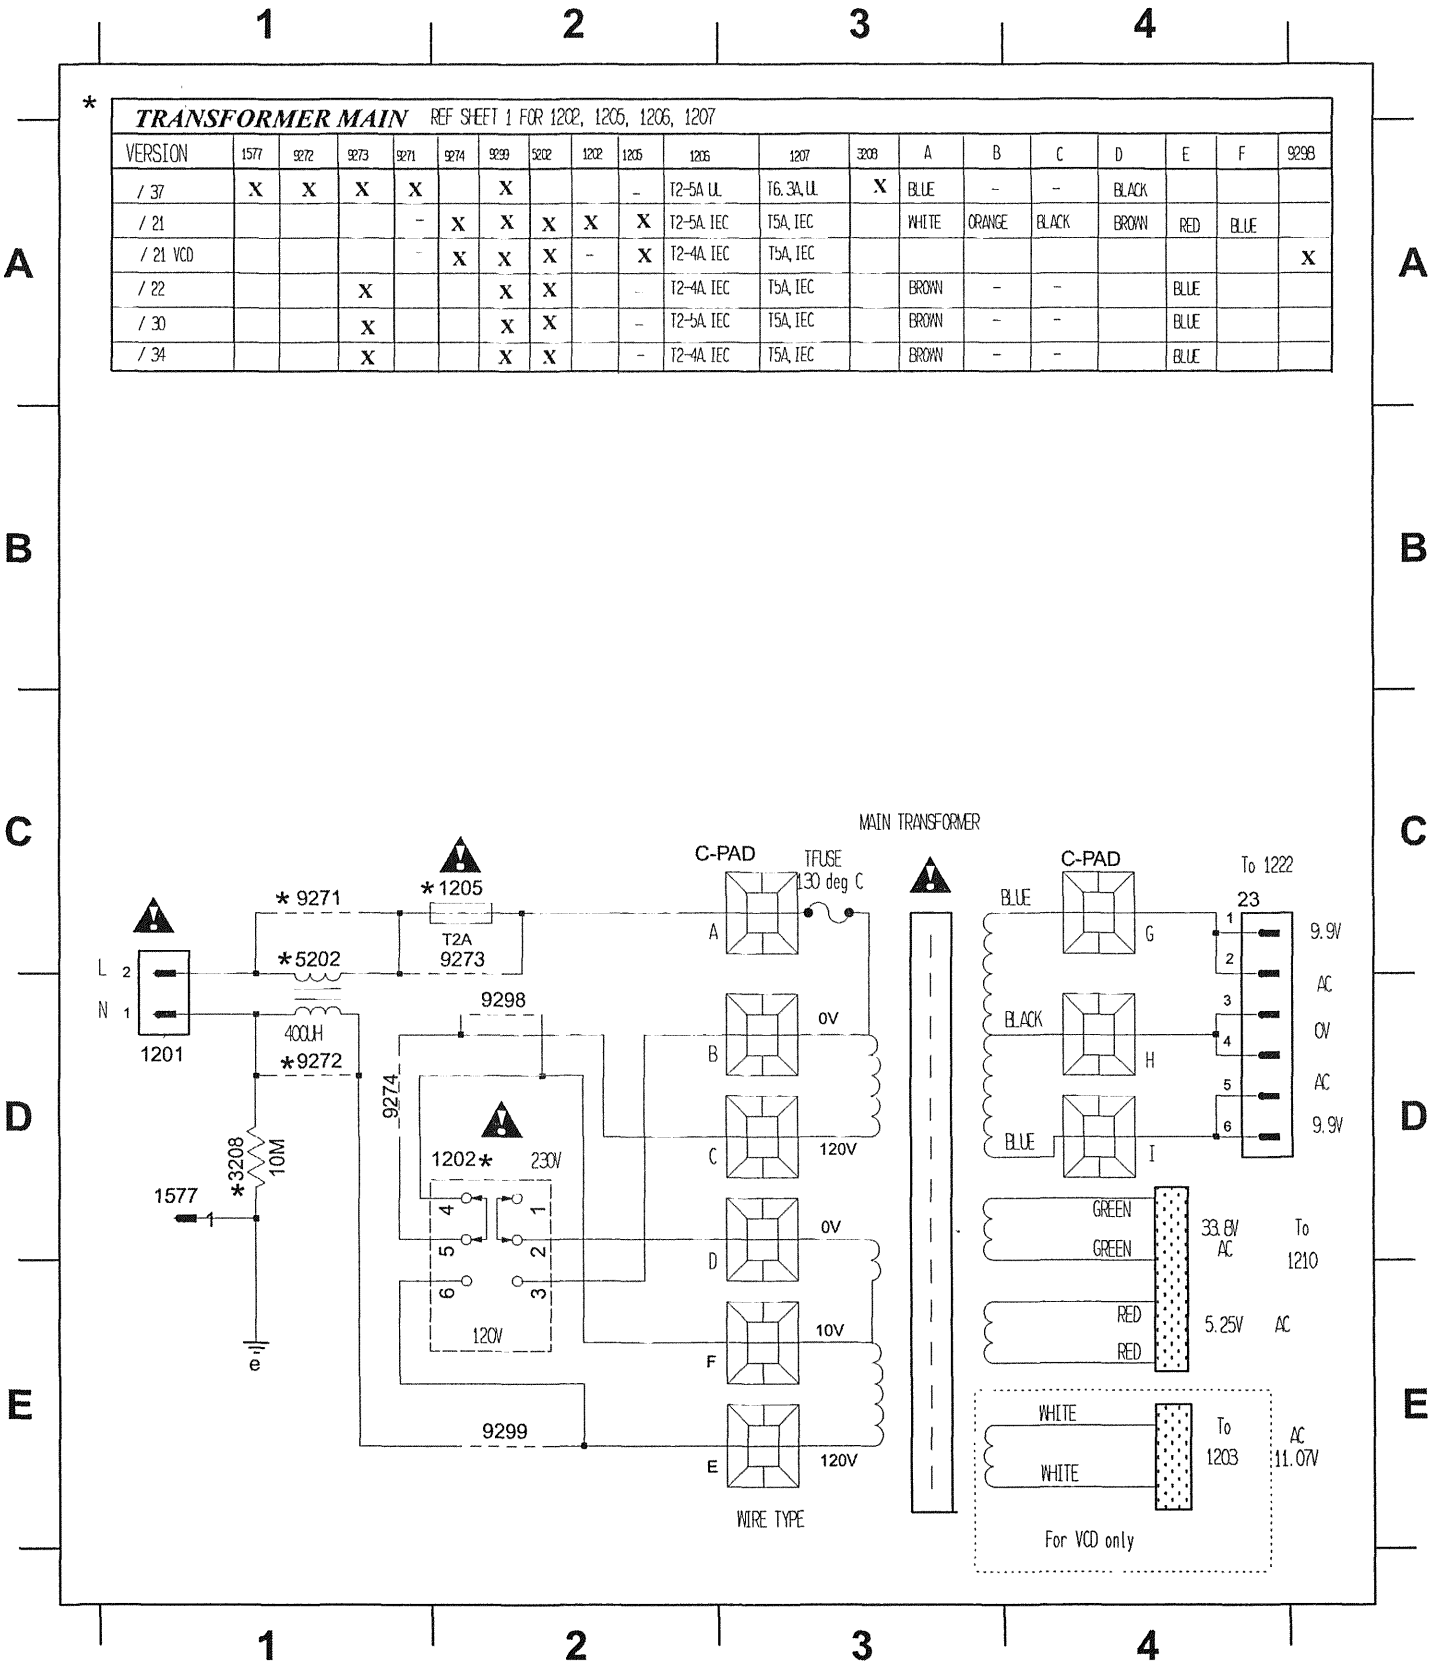 1 2 3 4
*
TRANSFORMER MAIN REF SHEET 1 FOR 1202, 1205, 1206, 1207
VERSION 1577 9272 9273 9271 9274 9299 5202 1202 1205 1206 1207 3208 A B C D E F 9298
/ 37 X X X X X - T2-5A UL T6.3A, UL X BLUE - - BLACK
/ 21 - X X X X X T2-5A IEC T5A, IEC WHITE ORANGE BLACK BROWN RED BLUE
/ 21 VCD - X X X - X T2-4A IEC T5A, IEC X
/ 22 X X X - T2-4A IEC T5A, IEC BROWN - - BLUE
/ 30 X X X - T2-5A IEC T5A, IEC BROWN - - BLUE
/ 34 X X X - T2-4A IEC T5A, IEC BROWN - - BLUE
A A
B B
C C
MAIN TRANSFORMER
C-PAD
TFUSE
130 deg C
C-PAD
To 1222
* 9271
* 1205
T2A
9273
A
BLUE
G
23
1
2
3
4
5
6
9.9V
AC
0V
AC
9.9V
L 2
N 1
1201
*5202
400UH
*9272
9298
9274
B
0V
BLACK
H
D D
*3208
10M
1577
1
e
1202*
230V
4 1
5 2
6 3
120V
C
120V
BLUE
I
0V
D
GREEN
GREEN
33.8V
AC
To
1210
10V
F
RED
RED
5.25V AC
E E
9299
E
120V
WIRE TYPE
WHITE
WHITE
To
1203
AC
11.07V
For VCD only
1 2 3 4